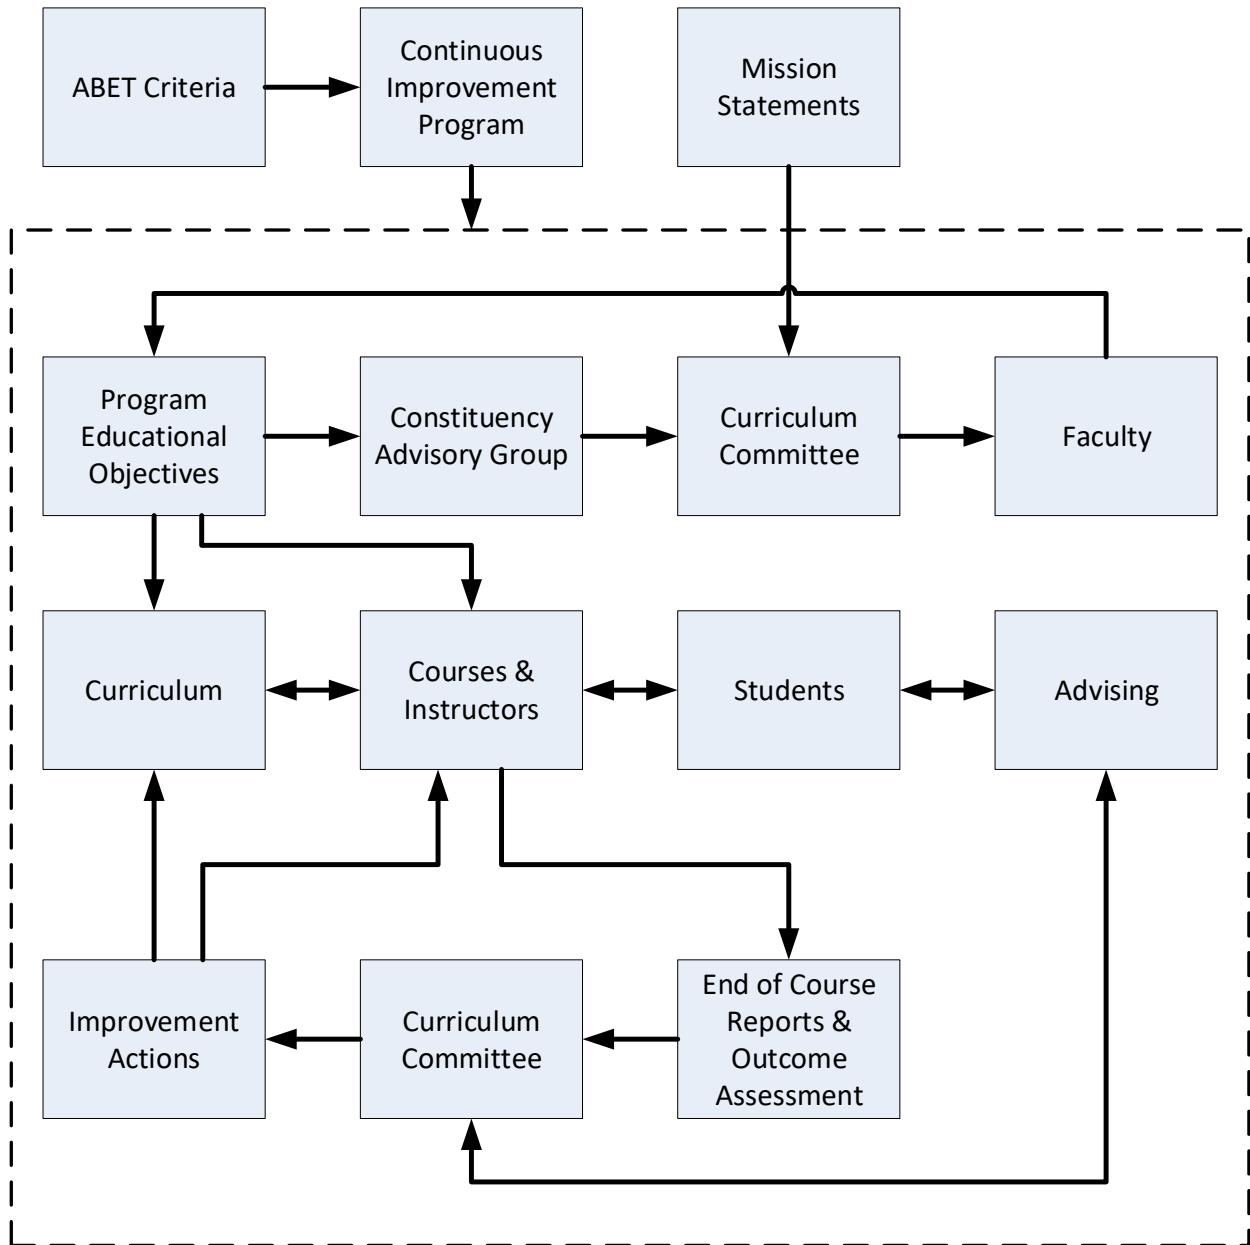 ABET Criteria
Continuous
Improvement
Program
Mission
Statements
Program
Educational
Objectives
Constituency
Advisory Group
Curriculum
Committee
Faculty
Curriculum
Courses &
Instructors
Students
Advising
Improvement
Actions
Curriculum
Committee
End of Course
Reports &
Outcome
Assessment